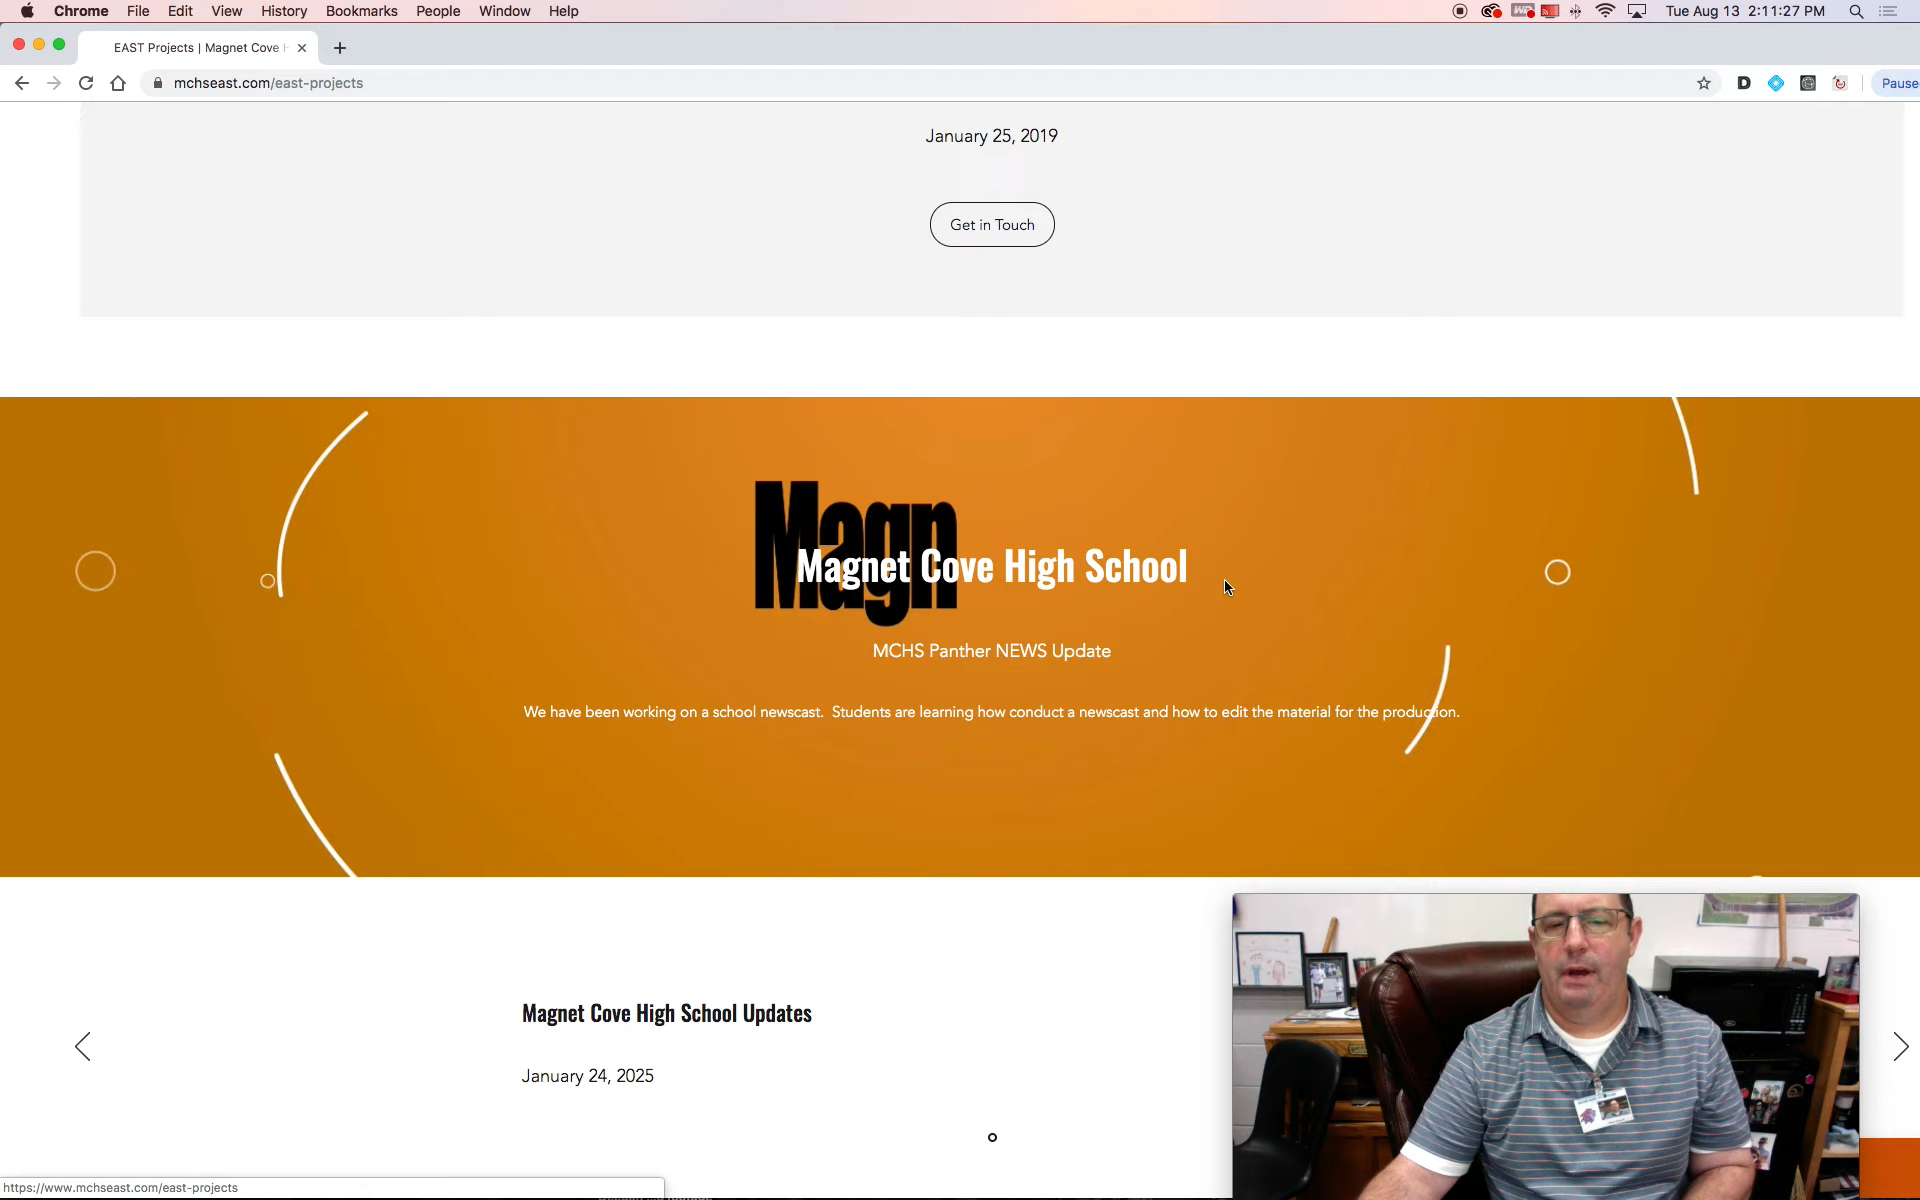 Chrome File Edit View History Bookmarks People Window Help
Tue Aug 13 2:11:27 PM
EAST Projects | Magnet Cove H
mchseast.com/east-projects
D
Pause
January 25, 2019
Get in Touch
Magn
Magnet Cove High School
MCHS Panther NEWS Update
We have been working on a school newscast. Students are learning how conduct a newscast and how to edit the material for the production.
Magnet Cove High School Updates
January 24, 2025
https://www.mchseast.com/east-projects